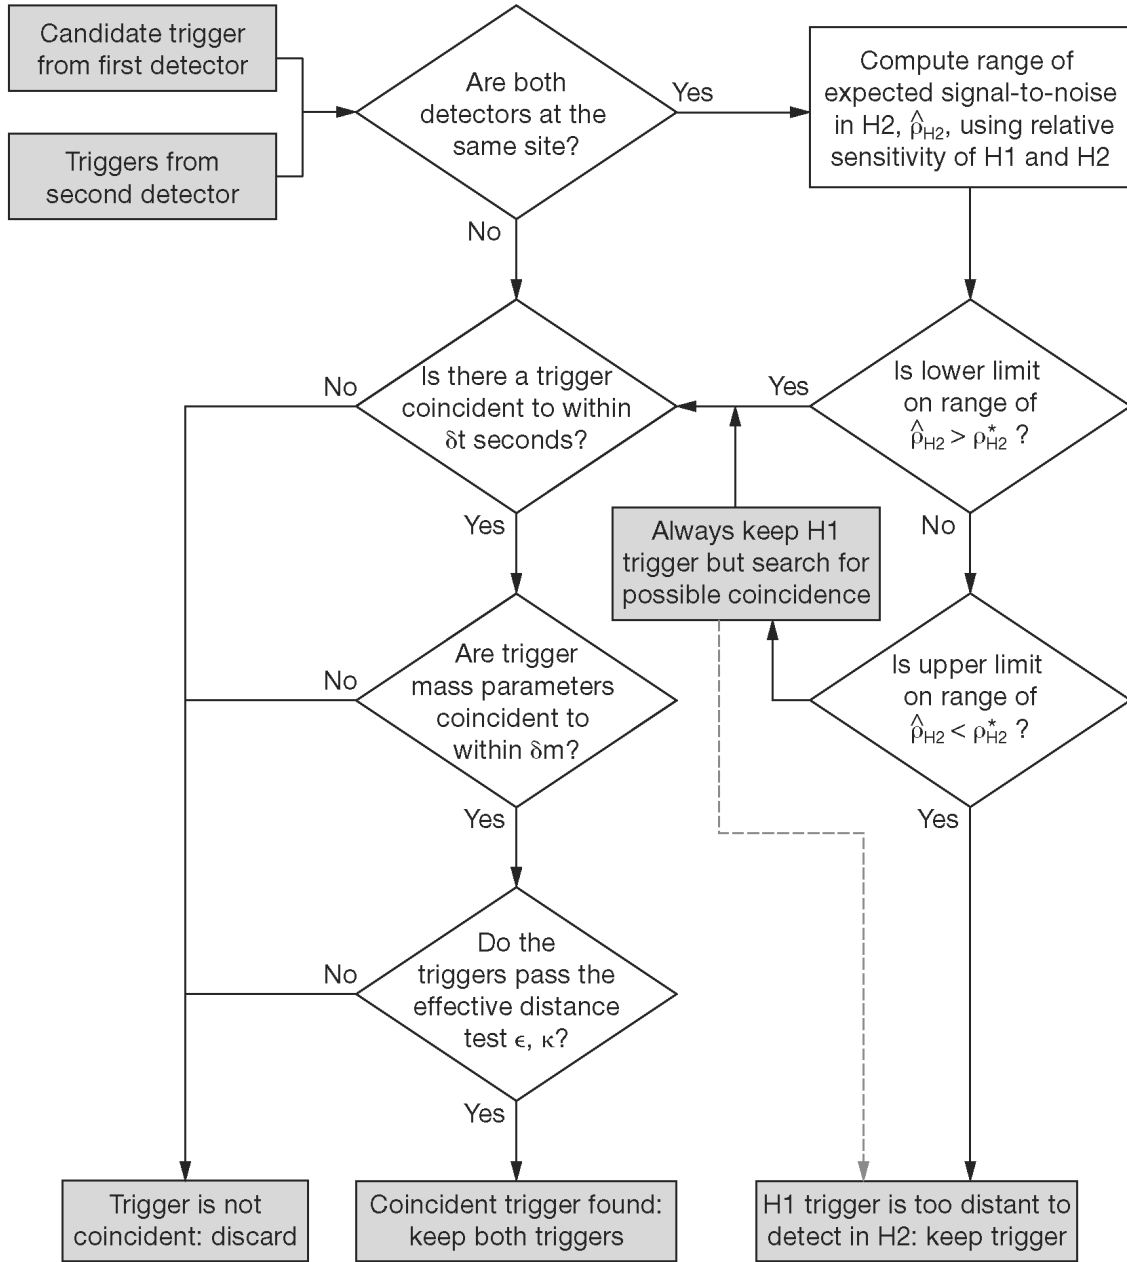 Candidate trigger
from first detector
Triggers from
second detector
Are both
detectors at the
same site?
Yes
No
Compute range of
expected signal-to-noise
in H2, ρ̂H2, using relative
sensitivity of H1 and H2
Is there a trigger
coincident to within
δt seconds?
No
Yes
Is lower limit
on range of
ρ̂H2 > ρ*H2 ?
Yes
No
Always keep H1
trigger but search for
possible coincidence
Are trigger
mass parameters
coincident to
within δm?
No
Yes
Is upper limit
on range of
ρ̂H2 < ρ*H2 ?
Yes
Do the
triggers pass the
effective distance
test ϵ, κ?
No
Yes
Trigger is not
coincident: discard
Coincident trigger found:
keep both triggers
H1 trigger is too distant to
detect in H2: keep trigger